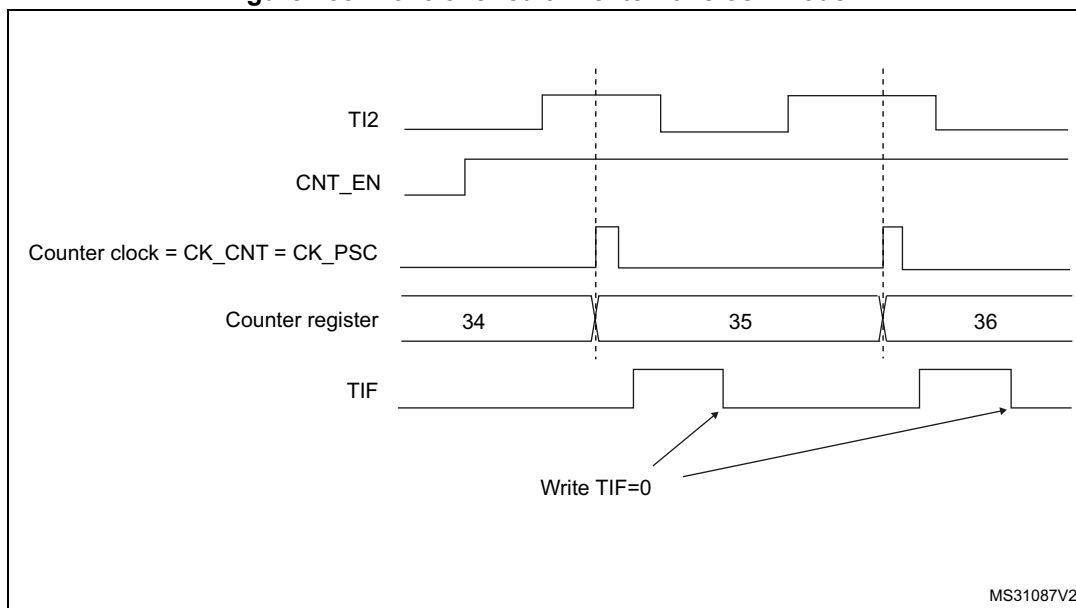 TI2
CNT_EN
Counter clock = CK_CNT = CK_PSC
Counter register
34
35
36
TIF
Write TIF=0
MS31087V2